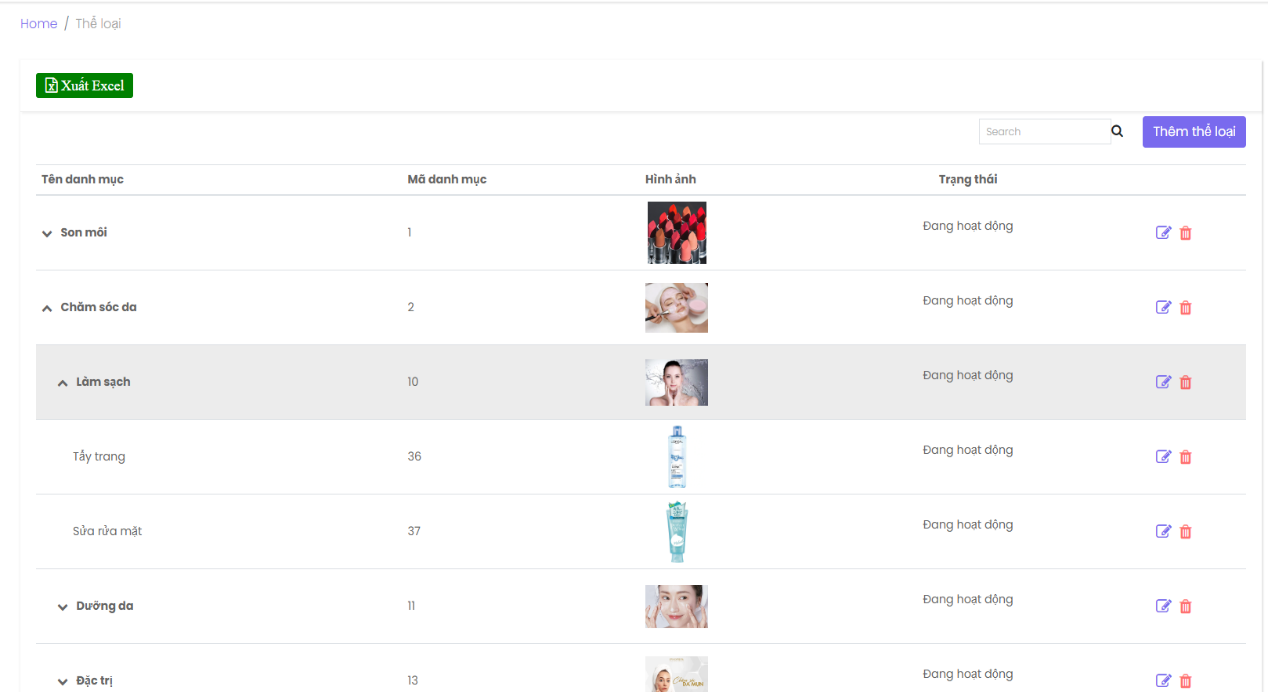 Home / Thể loại
Xuất Excel
Search
Thêm thể loại
Tên danh mục Mã danh mục Hình ảnh Trạng thái
Son môi 1 Đang hoạt động
Chăm sóc da 2 Đang hoạt động
Làm sạch 10 Đang hoạt động
Tẩy trang 36 Đang hoạt động
Sửa rửa mặt 37 Đang hoạt động
Dưỡng da 11 Đang hoạt động
Đặc trị 13 Đang hoạt động